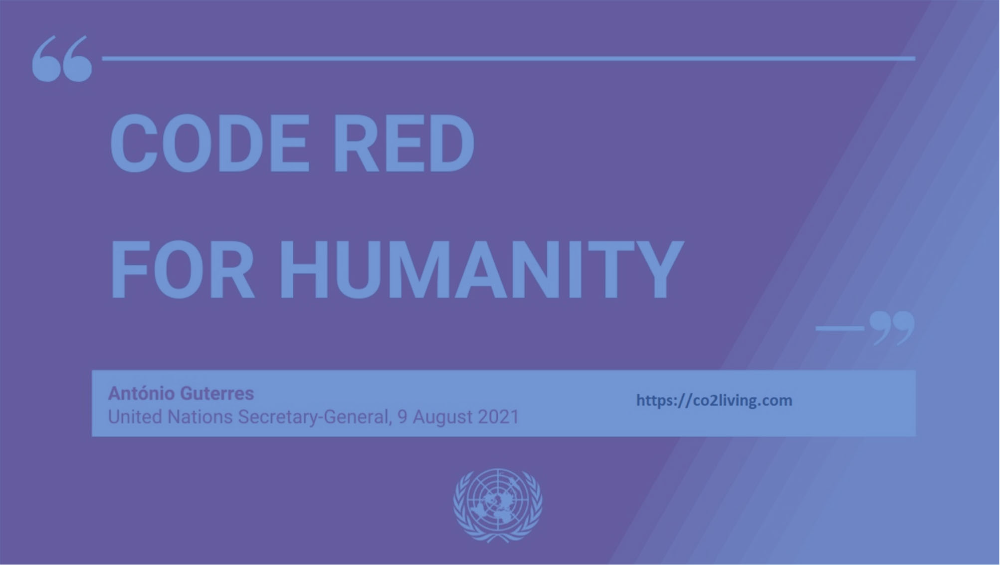 “
CODE RED
FOR HUMANITY
”
António Guterres
United Nations Secretary-General, 9 August 2021
https://co2living.com